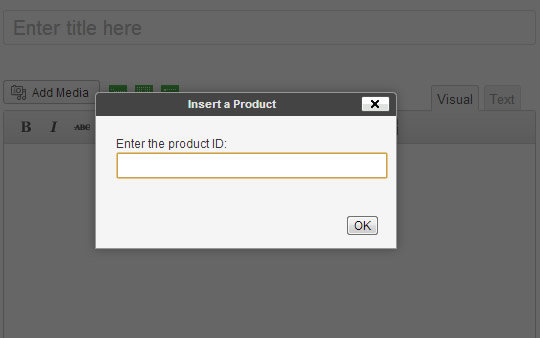 Enter title here
Add Media
Visual Text
Insert a Product
B I ABC
Enter the product ID:
OK